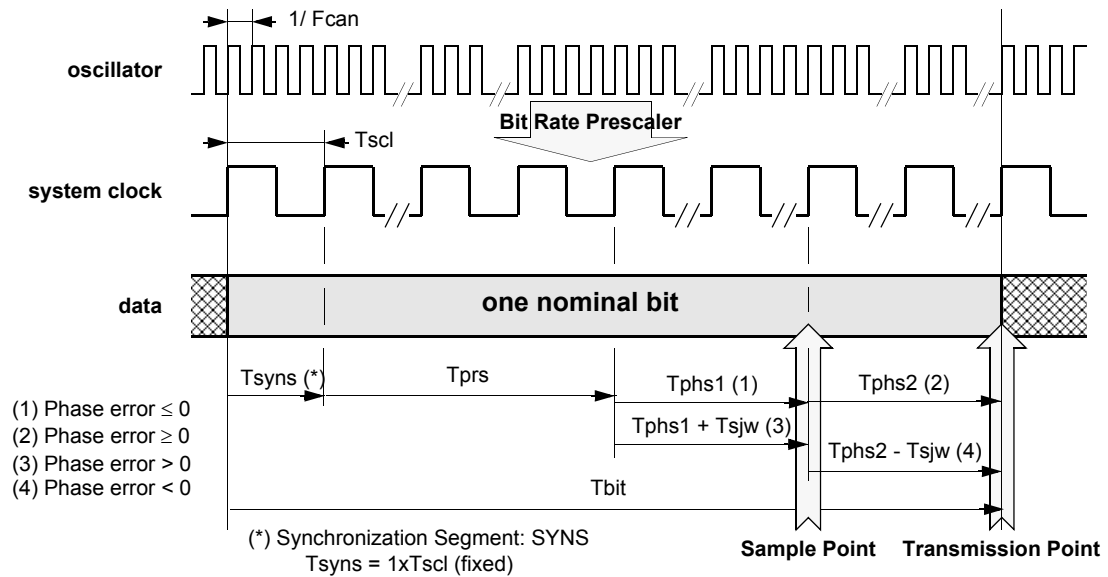 1/ Fcan
oscillator
Bit Rate Prescaler
Tscl
system clock
data
one nominal bit
Tsyns (*)
Tprs
Tphs1 (1)
Tphs2 (2)
(1) Phase error ≤ 0
(2) Phase error ≥ 0
(3) Phase error > 0
(4) Phase error < 0
Tphs1 + Tsjw (3)
Tphs2 - Tsjw (4)
Tbit
(*) Synchronization Segment: SYNS
Tsyns = 1xTscl (fixed)
Sample Point
Transmission Point